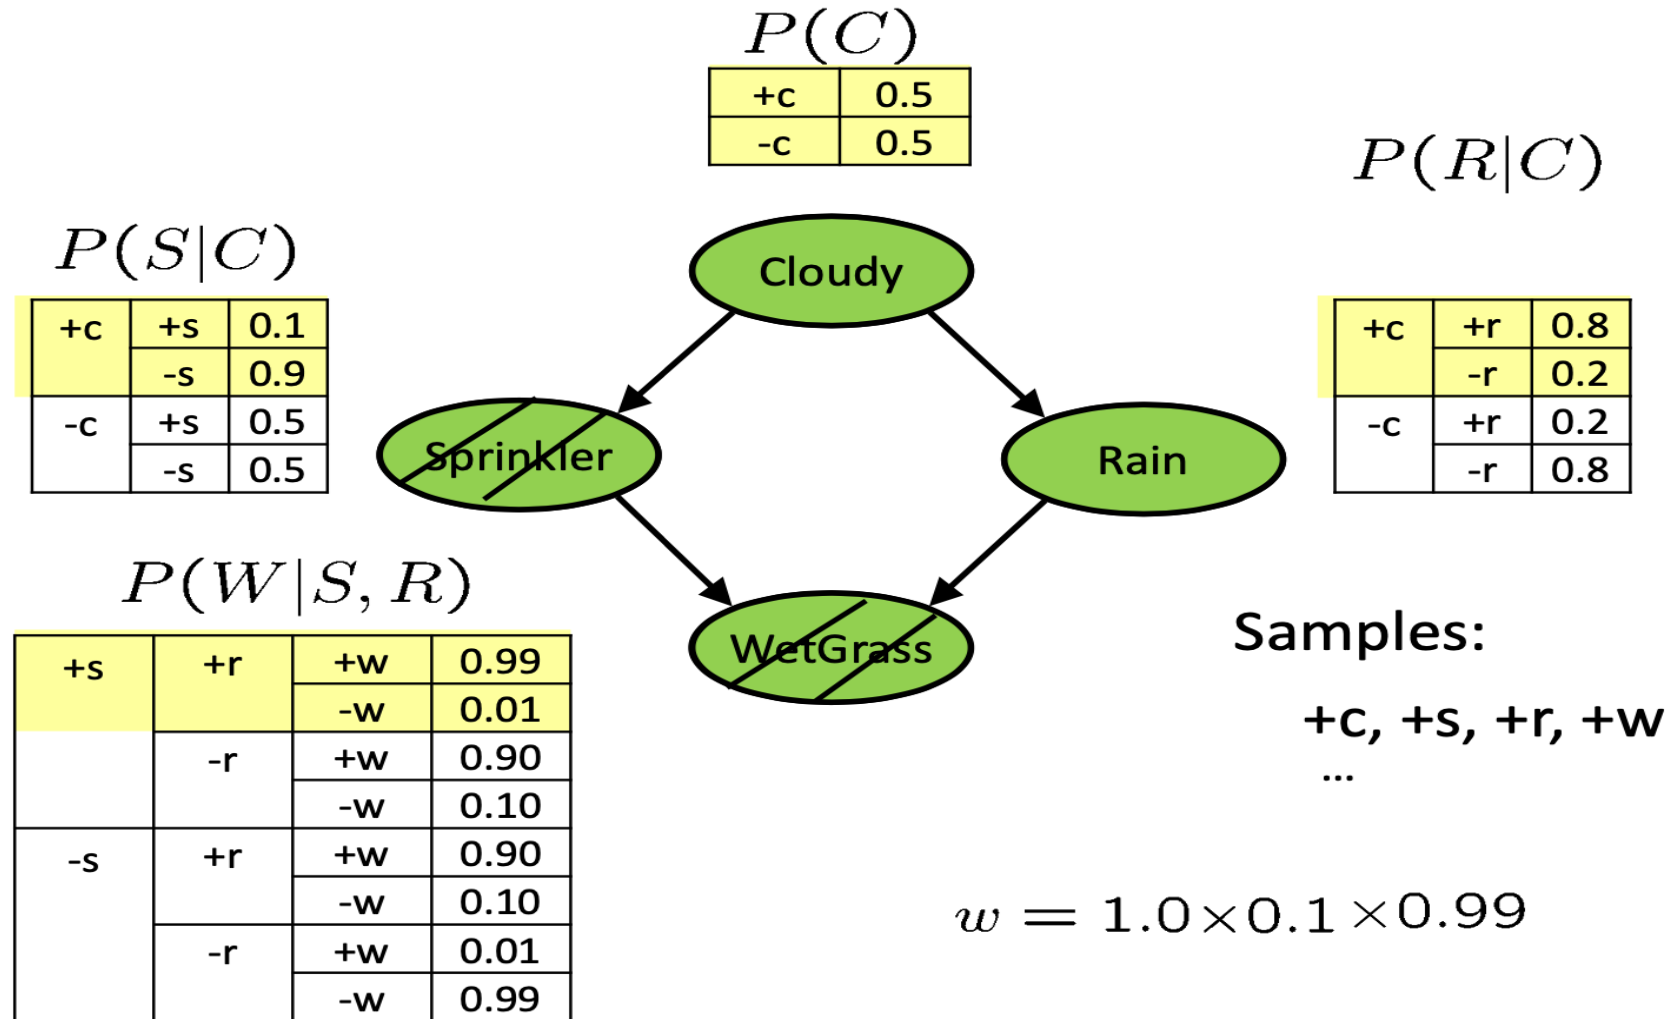 P(C)
+c 0.5
-c 0.5
P(S|C)
+c +s 0.1
-s 0.9
-c +s 0.5
-s 0.5
P(R|C)
+c +r 0.8
-r 0.2
-c +r 0.2
-r 0.8
Cloudy
Sprinkler
Rain
WetGrass
P(W|S, R)
+s +r +w 0.99
-w 0.01
-r +w 0.90
-w 0.10
-s +r +w 0.90
-w 0.10
-r +w 0.01
-w 0.99
Samples:
+c, +s, +r, +w
...
w = 1.0×0.1×0.99